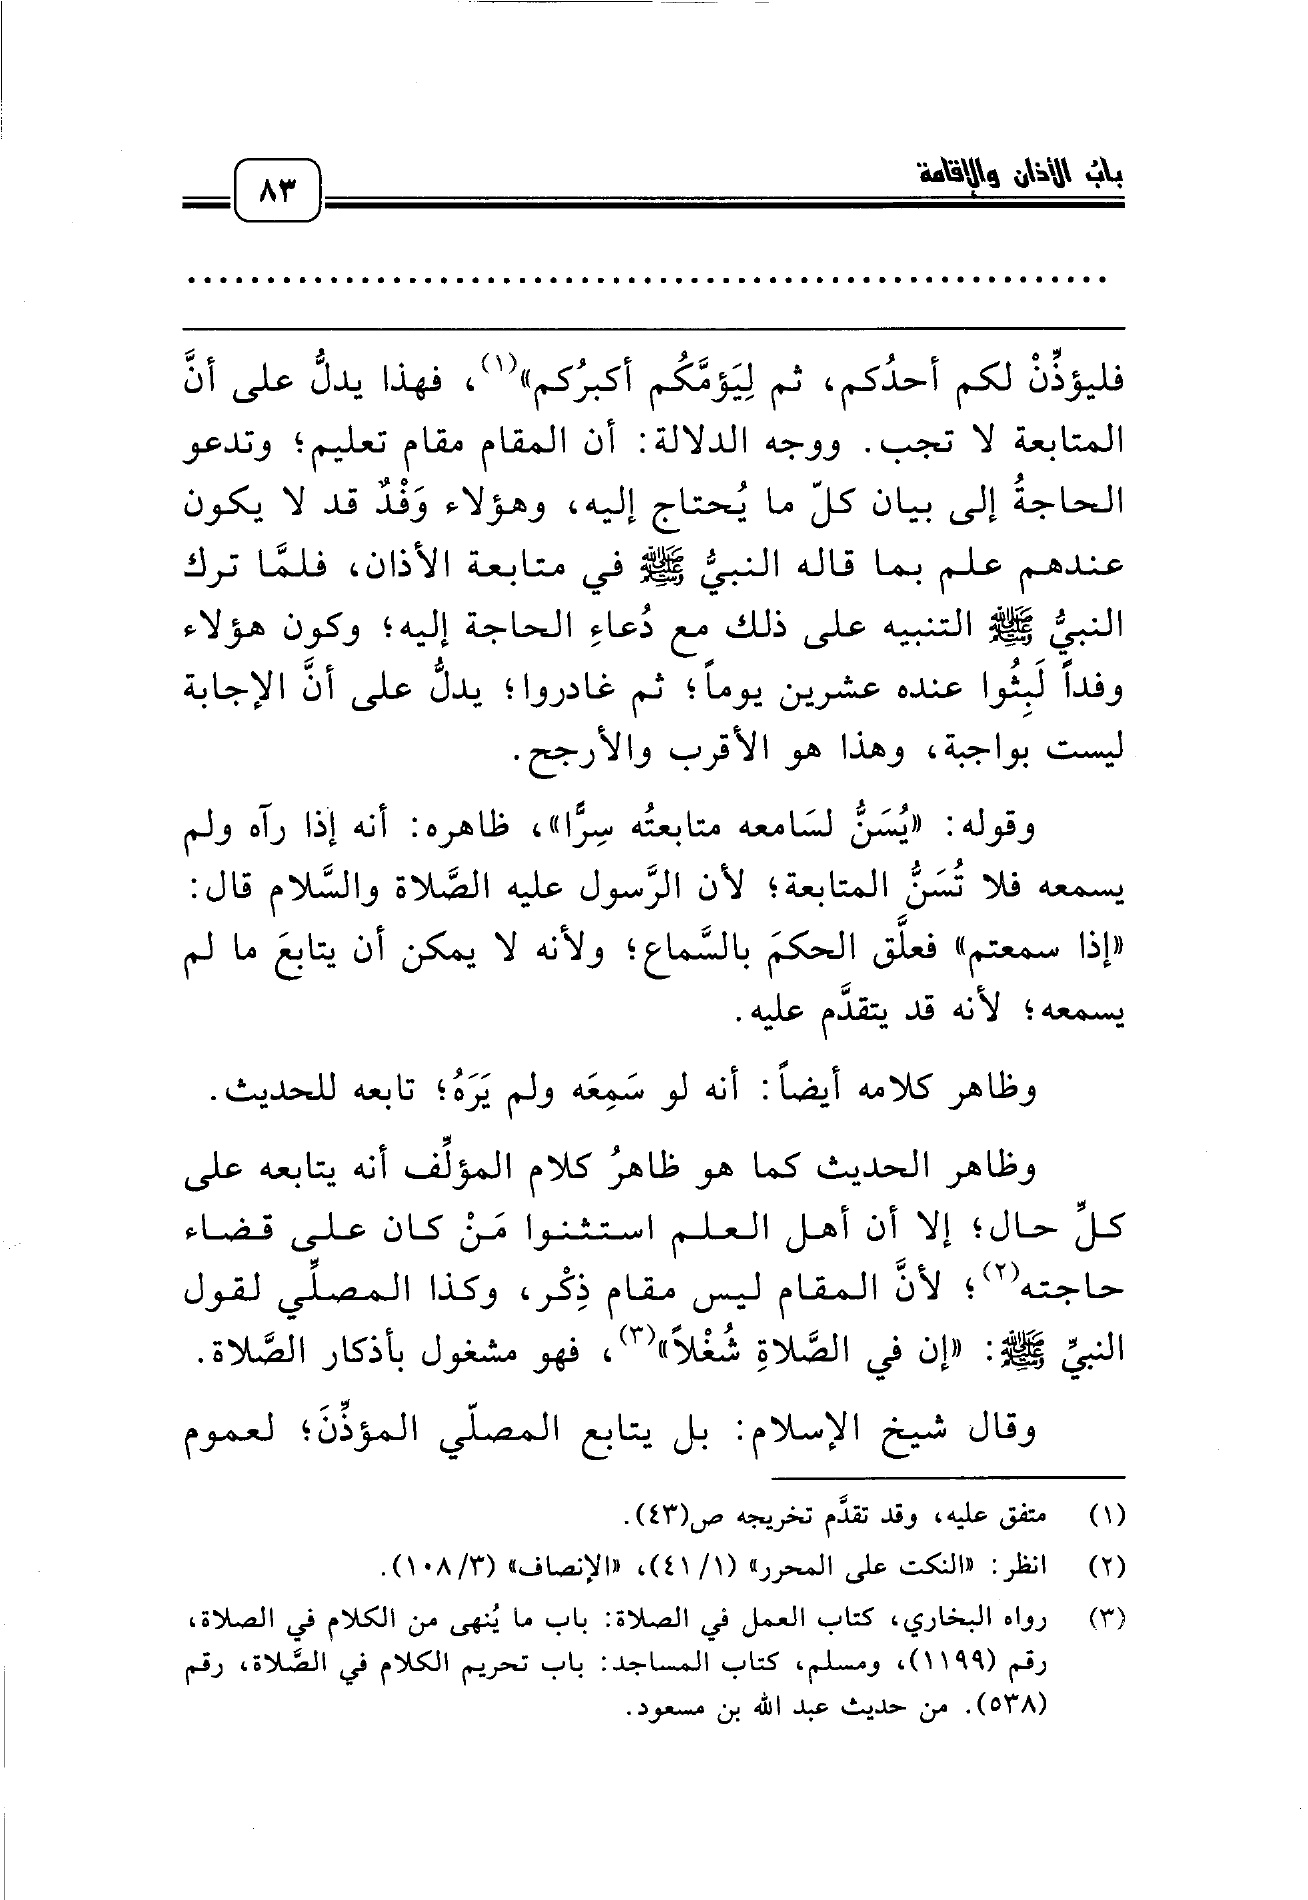 بابُ الأذان والإقامة
٨٣
..........................................................
فليؤذِّنْ لكم أحدُكم، ثم لِيَؤمَّكُم أكبرُكم»(١)، فهذا يدلُّ على أنَّ
المتابعة لا تجب. ووجه الدلالة: أن المقام مقام تعليم؛ وتدعو
الحاجةُ إلى بيان كلّ ما يُحتاج إليه، وهؤلاء وَفْدٌ قد لا يكون
عندهم علم بما قاله النبيُّ ﷺ في متابعة الأذان، فلمَّا ترك
النبيُّ ﷺ التنبيه على ذلك مع دُعاءِ الحاجة إليه؛ وكون هؤلاء
وفداً لَبِثُوا عنده عشرين يوماً؛ ثم غادروا؛ يدلُّ على أنَّ الإجابة
ليست بواجبة، وهذا هو الأقرب والأرجح.
وقوله: «يُسَنُّ لسَامعه متابعتُه سِرًّا»، ظاهره: أنه إذا رآه ولم
يسمعه فلا تُسَنُّ المتابعة؛ لأن الرَّسول عليه الصَّلاة والسَّلام قال:
«إذا سمعتم» فعلَّق الحكمَ بالسَّماع؛ ولأنه لا يمكن أن يتابعَ ما لم
يسمعه؛ لأنه قد يتقدَّم عليه.
وظاهر كلامه أيضاً: أنه لو سَمِعَه ولم يَرَهُ؛ تابعه للحديث.
وظاهر الحديث كما هو ظاهرُ كلام المؤلِّف أنه يتابعه على
كلِّ حال؛ إلا أن أهل العلم استثنوا مَنْ كان على قضاء
حاجته(٢)؛ لأنَّ المقام ليس مقام ذِكْر، وكذا المصلِّي لقول
النبيِّ ﷺ: «إن في الصَّلاةِ شُغْلاً»(٣)، فهو مشغول بأذكار الصَّلاة.
وقال شيخ الإسلام: بل يتابع المصلّي المؤذِّنَ؛ لعموم
(١) متفق عليه، وقد تقدَّم تخريجه ص(٤٣).
(٢) انظر: «النكت على المحرر» (٤١/١)، «الإنصاف» (١٠٨/٣).
(٣) رواه البخاري، كتاب العمل في الصلاة: باب ما يُنهى من الكلام في الصلاة،
رقم (١١٩٩)، ومسلم، كتاب المساجد: باب تحريم الكلام في الصَّلاة، رقم
(٥٣٨). من حديث عبد الله بن مسعود.